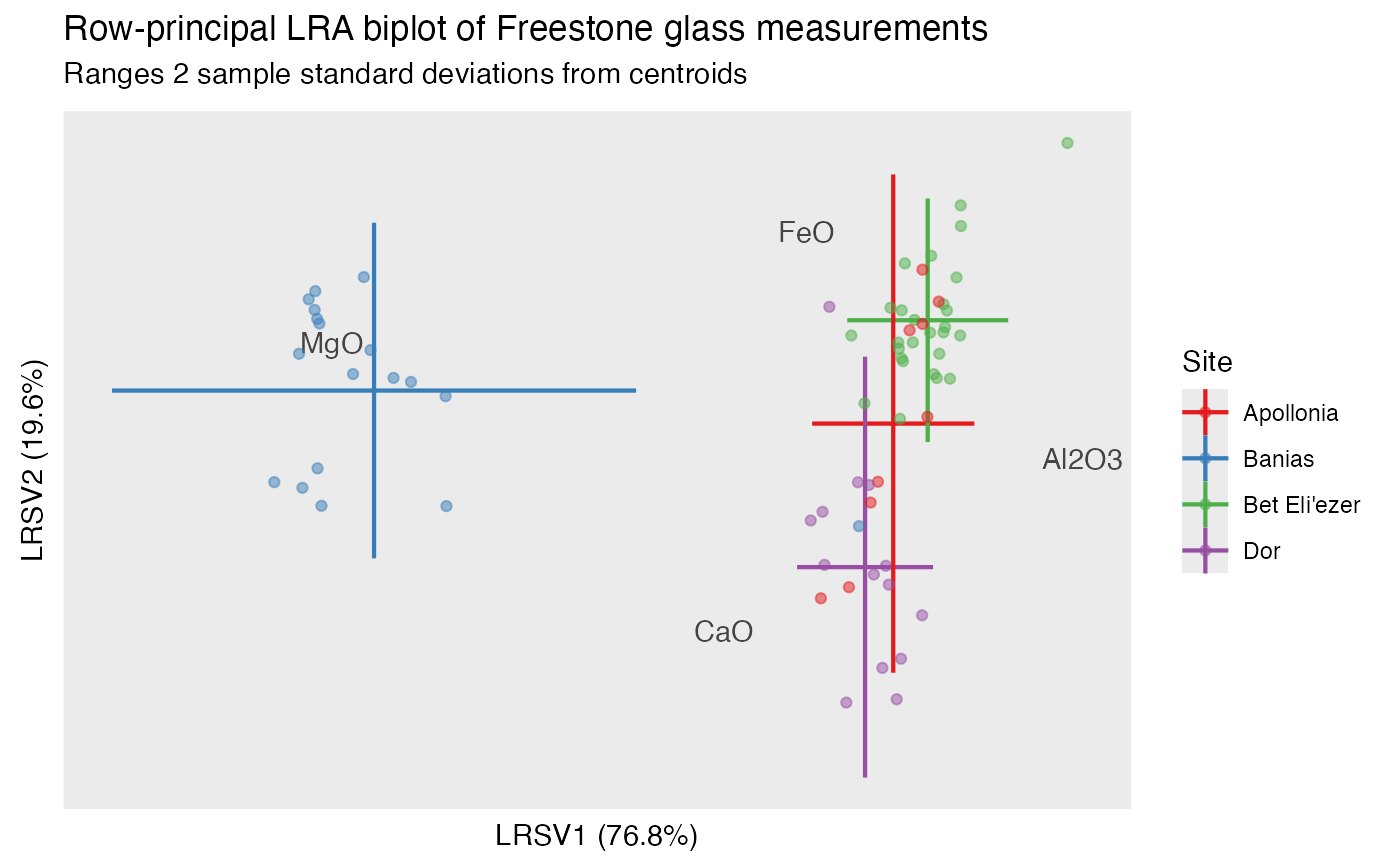 Row-principal LRA biplot of Freestone glass measurements
Ranges 2 sample standard deviations from centroids
LRSV2 (19.6%)
FeO
MgO
Al2O3
CaO
LRSV1 (76.8%)
Site
Apollonia
Banias
Bet Eli'ezer
Dor